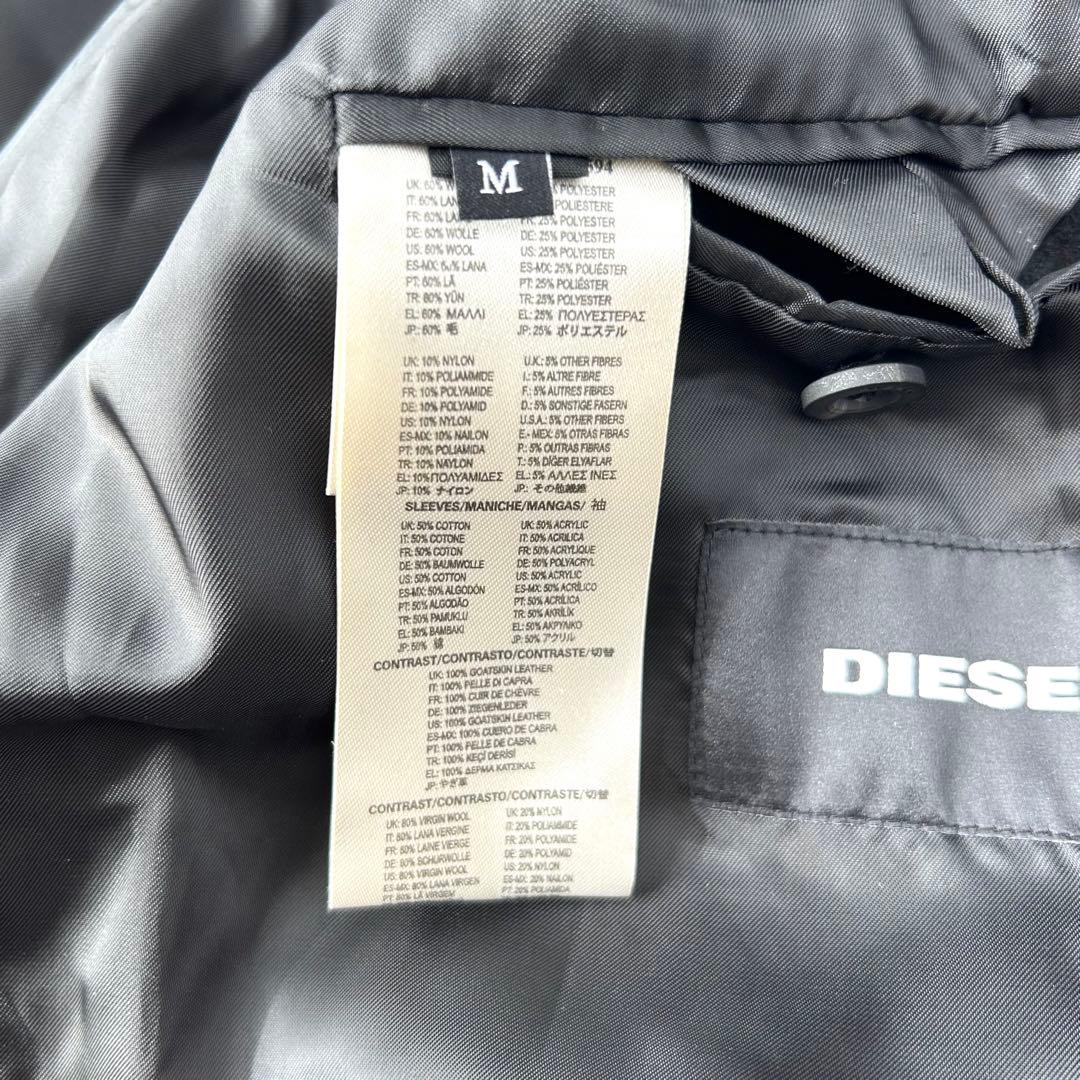 M
594
UK: 60% W
% POLYESTER
IT: 60% LAN
POLIESTERE
FR: 60% LA
FR: 25% POLYESTER
DE: 60% WOLLE
DE: 25% POLYESTER
US: 60% WOOL
US: 25% POLYESTER
ES-MX: 60% LANA
ES-MX: 25% POLIÉSTER
PT: 60% LÃ
PT: 25% POLIÉSTER
TR: 60% YÜN
TR: 25% POLYESTER
EL: 60% ΜΑΛΛΙ
EL: 25% ΠΟΛΥΕΣΤΕΡΑΣ
JP: 60% 毛
JP: 25% ポリエステル
UK: 10% NYLON
U.K.: 5% OTHER FIBRES
IT: 10% POLIAMMIDE
I.: 5% ALTRE FIBRE
FR: 10% POLYAMIDE
F.: 5% AUTRES FIBRES
DE: 10% POLYAMID
D.: 5% SONSTIGE FASERN
US: 10% NYLON
U.S.A.: 5% OTHER FIBERS
ES-MX: 10% NAILON
E.- MEX: 5% OTRAS FIBRAS
PT: 10% POLIAMIDA
P.: 5% OUTRAS FIBRAS
TR: 10% NAYLON
T.: 5% DİĞER ELYAFLAR
EL: 10% ΠΟΛΥΑΜΙΔΕΣ
EL.: 5% ΑΛΛΕΣ ΙΝΕΣ
JP: 10% ナイロン
JP.: その他繊維
SLEEVES/MANICHE/MANGAS/ 袖
UK: 50% COTTON
UK: 50% ACRYLIC
IT: 50% COTONE
IT: 50% ACRILICA
FR: 50% COTON
FR: 50% ACRYLIQUE
DE: 50% BAUMWOLLE
DE: 50% POLYACRYL
US: 50% COTTON
US: 50% ACRYLIC
ES-MX: 50% ALGODÓN
ES-MX: 50% ACRÍLICO
PT: 50% ALGODÃO
PT: 50% ACRÍLICA
TR: 50% PAMUKLU
TR: 50% AKRİLİK
EL: 50% ΒΑΜΒΑΚΙ
EL: 50% ΑΚΡΥΛΙΚΟ
JP: 50% 綿
JP: 50% アクリル
CONTRAST/CONTRASTO/CONTRASTE/切替
UK: 100% GOATSKIN LEATHER
IT: 100% PELLE DI CAPRA
FR: 100% CUIR DE CHÈVRE
DE: 100% ZIEGENLEDER
US: 100% GOATSKIN LEATHER
ES-MX: 100% CUERO DE CABRA
PT: 100% PELLE DE CABRA
TR: 100% KEÇİ DERİSİ
EL: 100% ΔΕΡΜΑ ΚΑΤΣΙΚΑΣ
JP: やぎ革
CONTRAST/CONTRASTO/CONTRASTE/切替
UK: 80% VIRGIN WOOL
UK: 20% NYLON
IT: 80% LANA VERGINE
IT: 20% POLIAMMIDE
FR: 80% LAINE VIERGE
FR: 20% POLYAMIDE
DE: 80% SCHURWOLLE
DE: 20% POLYAMID
US: 80% VIRGIN WOOL
US: 20% NYLON
ES-MX: 80% LANA VIRGEN
ES-MX: 20% NAILON
PT: 80% LÃ VIRGEM
PT: 20% POLIAMIDA
DIESE